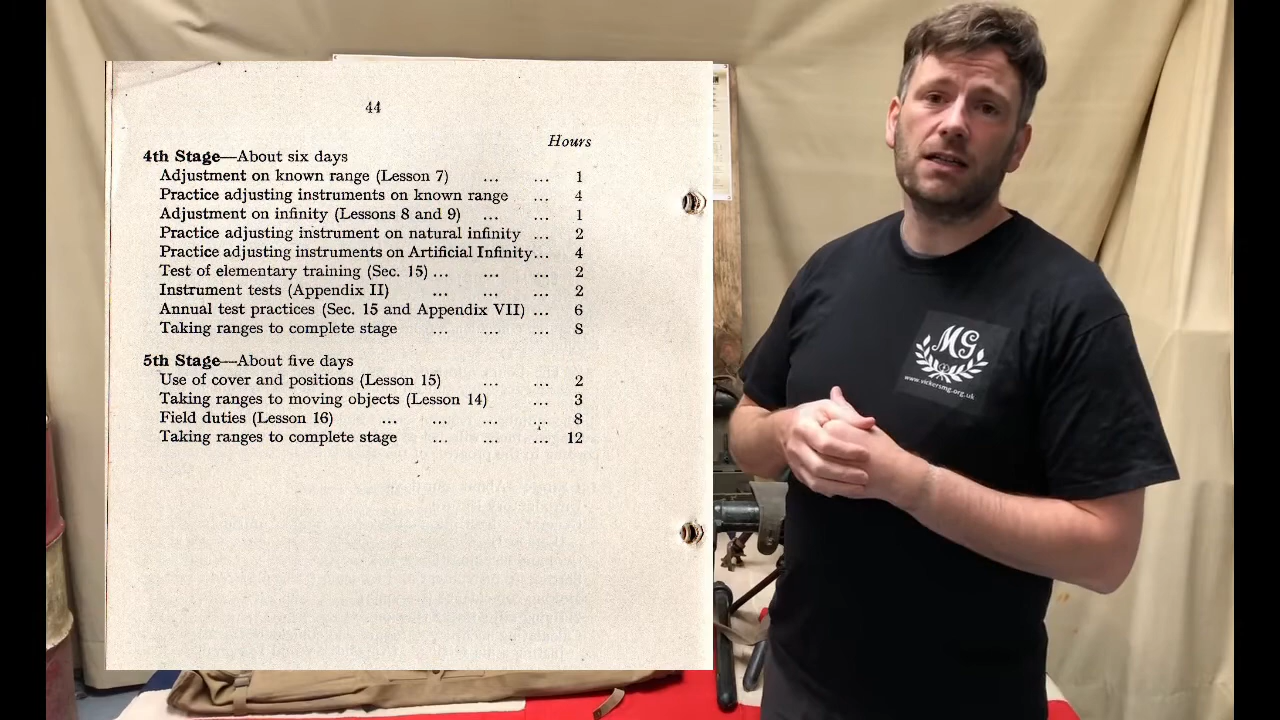 44
Hours
4th Stage—About six days
Adjustment on known range (Lesson 7) ... ... 1
Practice adjusting instruments on known range ... 4
Adjustment on infinity (Lessons 8 and 9) ... ... 1
Practice adjusting instrument on natural infinity ... 2
Practice adjusting instruments on Artificial Infinity... 4
Test of elementary training (Sec. 15) ... ... ... 2
Instrument tests (Appendix II) ... ... ... 2
Annual test practices (Sec. 15 and Appendix VII) ... 6
Taking ranges to complete stage ... ... ... 8
5th Stage—About five days
Use of cover and positions (Lesson 15) ... ... 2
Taking ranges to moving objects (Lesson 14) ... 3
Field duties (Lesson 16) ... ... ... ... 8
Taking ranges to complete stage ... ... ... 12
MG
www.vickersmg.org.uk